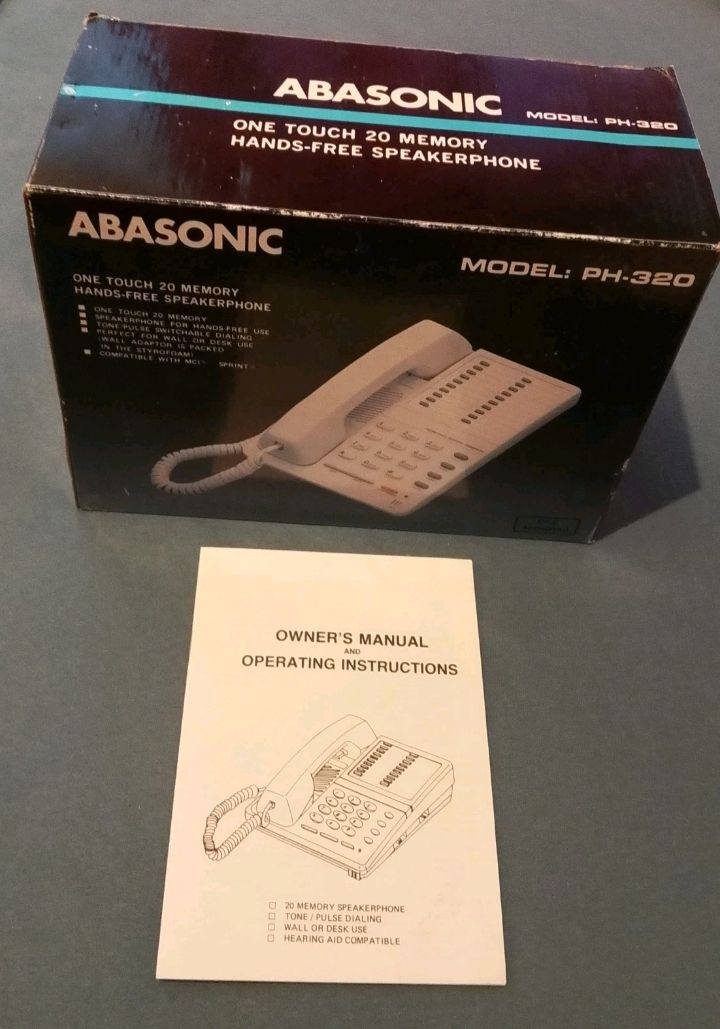 ABASONIC MODEL: PH-320
ONE TOUCH 20 MEMORY
HANDS-FREE SPEAKERPHONE
ABASONIC
MODEL: PH-320
ONE TOUCH 20 MEMORY
HANDS-FREE SPEAKERPHONE
ONE TOUCH 20 MEMORY
SPEAKERPHONE FOR HANDS-FREE USE
TONE/PULSE SWITCHABLE DIALING
PERFECT FOR WALL OR DESK USE
(WALL ADAPTOR IS PACKED
IN THE STYROFOAM)
COMPATIBLE WITH MCI SPRINT
OWNER'S MANUAL
AND
OPERATING INSTRUCTIONS
20 MEMORY SPEAKERPHONE
TONE / PULSE DIALING
WALL OR DESK USE
HEARING AID COMPATIBLE